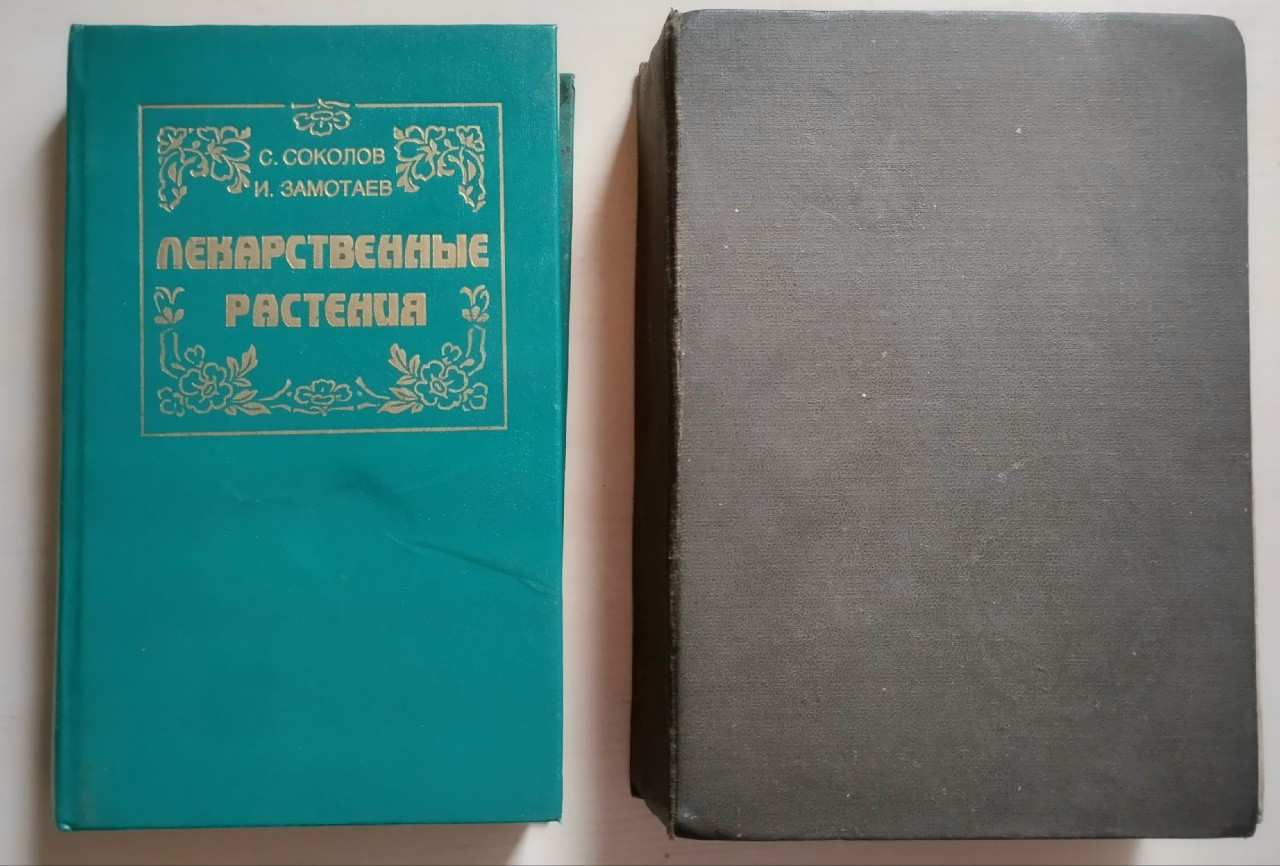 С. СОКОЛОВ
И. ЗАМОТАЕВ
ЛЕКАРСТВЕННЫЕ
РАСТЕНИЯ